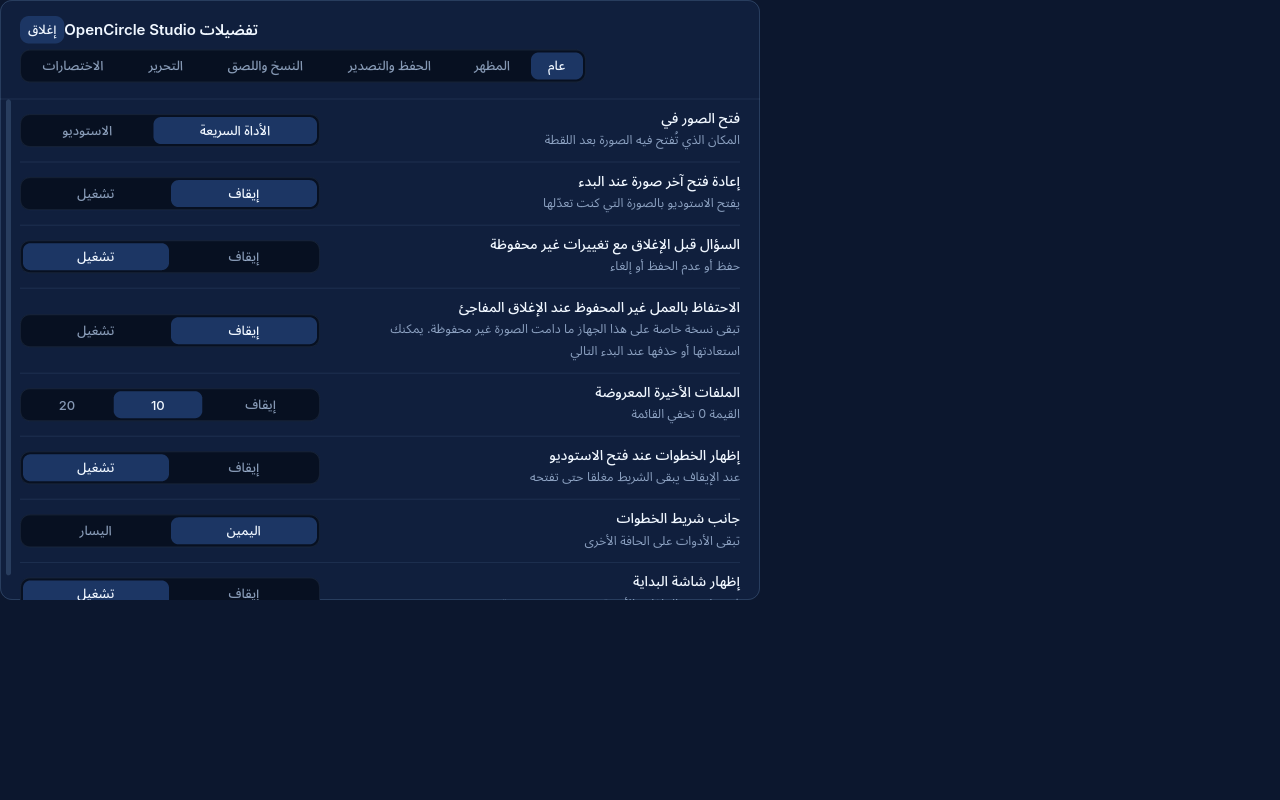 تفضيلات OpenCircle Studio
إغلاق
عام
المظهر
الحفظ والتصدير
النسخ واللصق
التحرير
الاختصارات
فتح الصور في
المكان الذي تُفتح فيه الصورة بعد اللقطة
الأداة السريعة
الاستوديو
إعادة فتح آخر صورة عند البدء
يفتح الاستوديو بالصورة التي كنت تعدّلها
إيقاف
تشغيل
السؤال قبل الإغلاق مع تغييرات غير محفوظة
حفظ أو عدم الحفظ أو إلغاء
إيقاف
تشغيل
الاحتفاظ بالعمل غير المحفوظ عند الإغلاق المفاجئ
تبقى نسخة خاصة على هذا الجهاز ما دامت الصورة غير محفوظة. يمكنك
استعادتها أو حذفها عند البدء التالي
إيقاف
تشغيل
الملفات الأخيرة المعروضة
القيمة 0 تخفي القائمة
إيقاف
10
20
إظهار الخطوات عند فتح الاستوديو
عند الإيقاف يبقى الشريط مغلقا حتى تفتحه
إيقاف
تشغيل
جانب شريط الخطوات
تبقى الأدوات على الحافة الأخرى
اليمين
اليسار
إظهار شاشة البداية
إيقاف
تشغيل